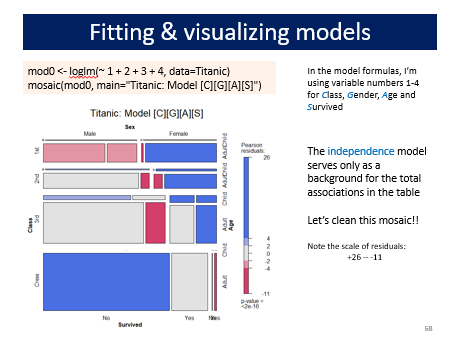 Fitting & visualizing models
mod0 <- loglm(~ 1 + 2 + 3 + 4, data=Titanic)
mosaic(mod0, main="Titanic: Model [C][G][A][S]")
In the model formulas, I'm
using variable numbers 1-4
for Class, Gender, Age and
Survived
Titanic: Model [C][G][A][S]
Sex
Male Female
Class
1st
2nd
3rd
Crew
Age
Adult Child
Adult Child
Adult Child
Adult Child
No Yes No Yes
Survived
Pearson
residuals:
26
4
2
0
-2
-4
-11
p-value =
<2e-16
The independence model
serves only as a
background for the total
associations in the table
Let's clean this mosaic!!
Note the scale of residuals:
+26 -- -11
68